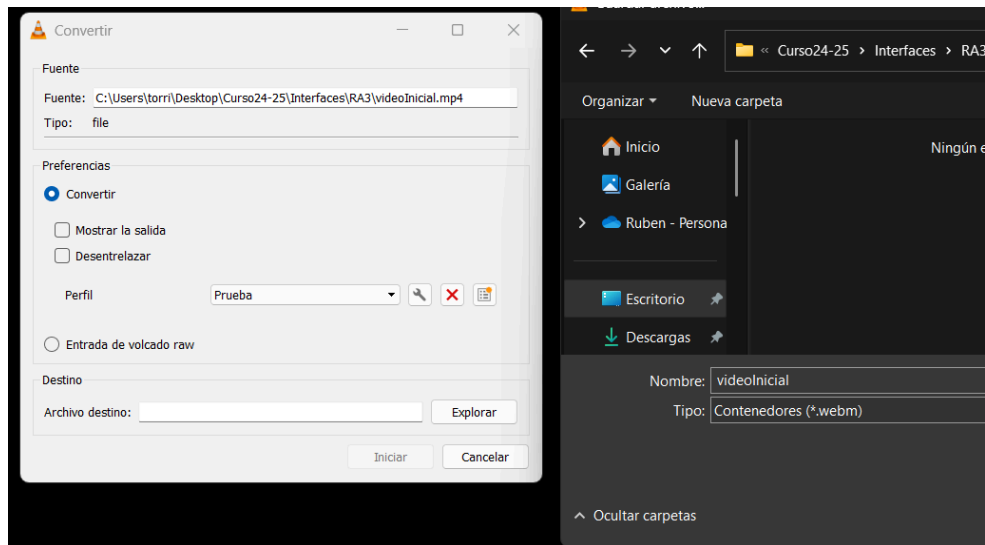 Convertir
Fuente
Fuente: C:\Users\torri\Desktop\Curso24-25\Interfaces\RA3\videoInicial.mp4
Tipo: file
Preferencias
Convertir
Mostrar la salida
Desentrelazar
Perfil Prueba
Entrada de volcado raw
Destino
Archivo destino: Explorar
Iniciar Cancelar
« Curso24-25 › Interfaces › RA3
Organizar Nueva carpeta
Inicio
Ningún e
Galería
Ruben - Persona
Escritorio
Descargas
Nombre: videoInicial
Tipo: Contenedores (*.webm)
Ocultar carpetas